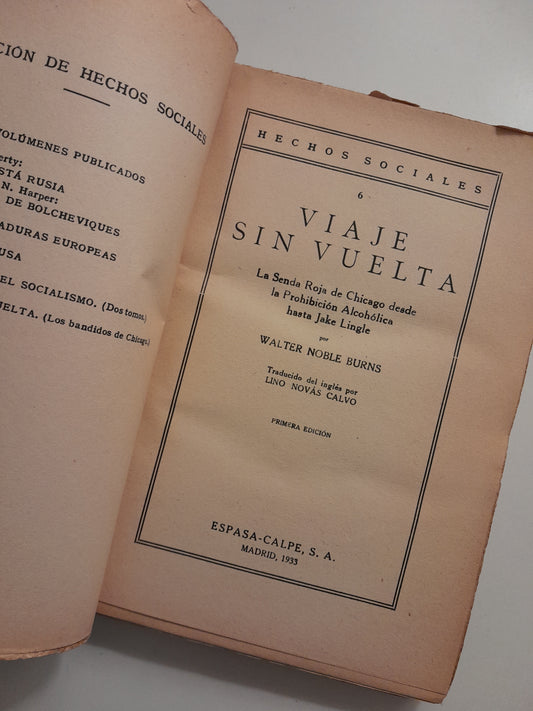 CIÓN DE HECHOS SOCIALES
VOLÚMENES PUBLICADOS
erty:
STÁ RUSIA
N. Harper:
DE BOLCHEVIQUES
ADURAS EUROPEAS
USA
EL SOCIALISMO. (Dos tomos.)
UELTA. (Los bandidos de Chicago.)
HECHOS SOCIALES
6
VIAJE
SIN VUELTA
La Senda Roja de Chicago desde
la Prohibición Alcohólica
hasta Jake Lingle
por
WALTER NOBLE BURNS
Traducido del inglés por
LINO NOVÁS CALVO
PRIMERA EDICIÓN
ESPASA-CALPE, S. A.
MADRID, 1933